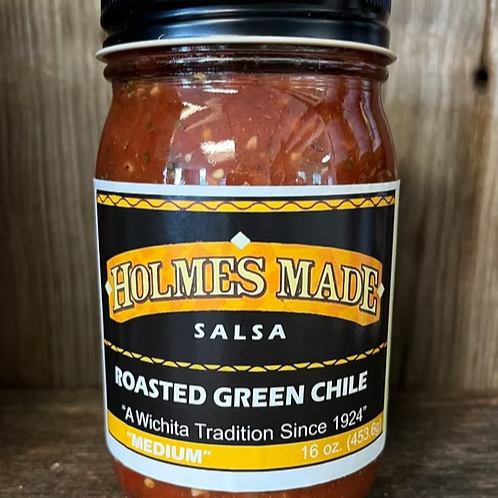 HOLMES MADE
SALSA
ROASTED GREEN CHILE
"A Wichita Tradition Since 1924"
"MEDIUM" 16 oz. (453.6g)